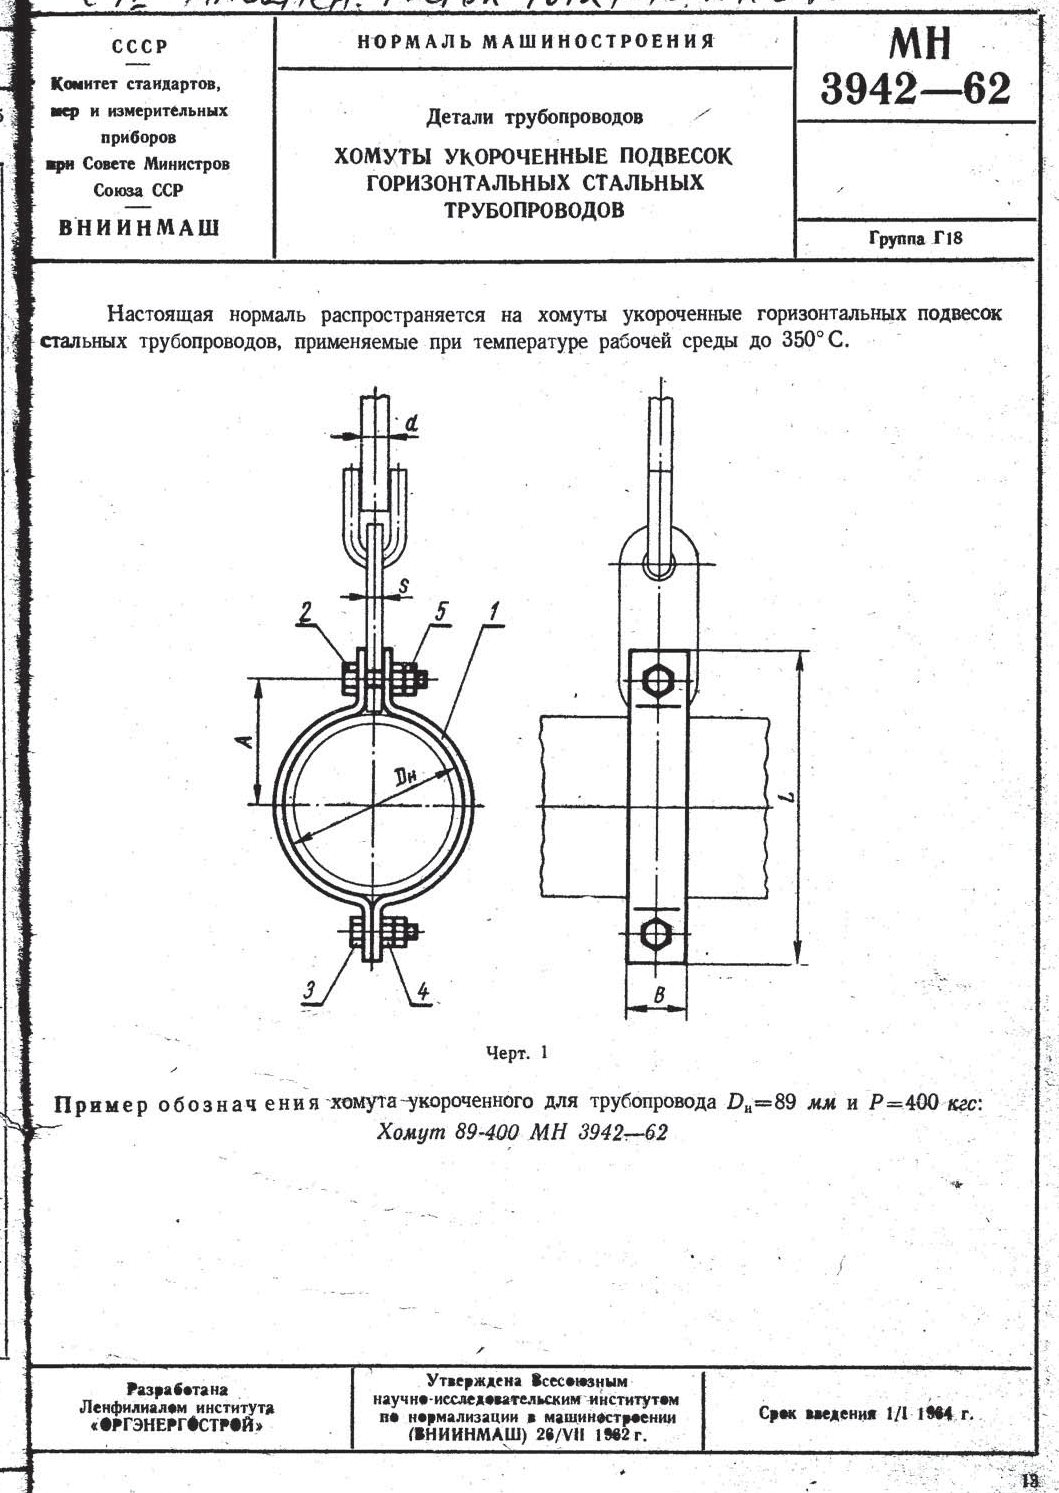 СССР
Комитет стандартов,
мер и измерительных
приборов
при Совете Министров
Союза ССР
ВНИИНМАШ
НОРМАЛЬ МАШИНОСТРОЕНИЯ
Детали трубопроводов
ХОМУТЫ УКОРОЧЕННЫЕ ПОДВЕСОК
ГОРИЗОНТАЛЬНЫХ СТАЛЬНЫХ
ТРУБОПРОВОДОВ
МН
3942—62
Группа Г18
Настоящая нормаль распространяется на хомуты укороченные горизонтальных подвесок
стальных трубопроводов, применяемые при температуре рабочей среды до 350°С.
d
s
2
5
1
A
Dн
L
3
4
B
Черт. 1
Пример обозначения хомута укороченного для трубопровода Dн=89 мм и P=400 кгс:
Хомут 89-400 МН 3942—62
Разработана
Ленфилиалом института
«ОРГЭНЕРГОСТРОЙ»
Утверждена Всесоюзным
научно-исследовательским институтом
по нормализации в машиностроении
(ВНИИНМАШ) 26/VII 1962 г.
Срок введения 1/I 1964 г.
13